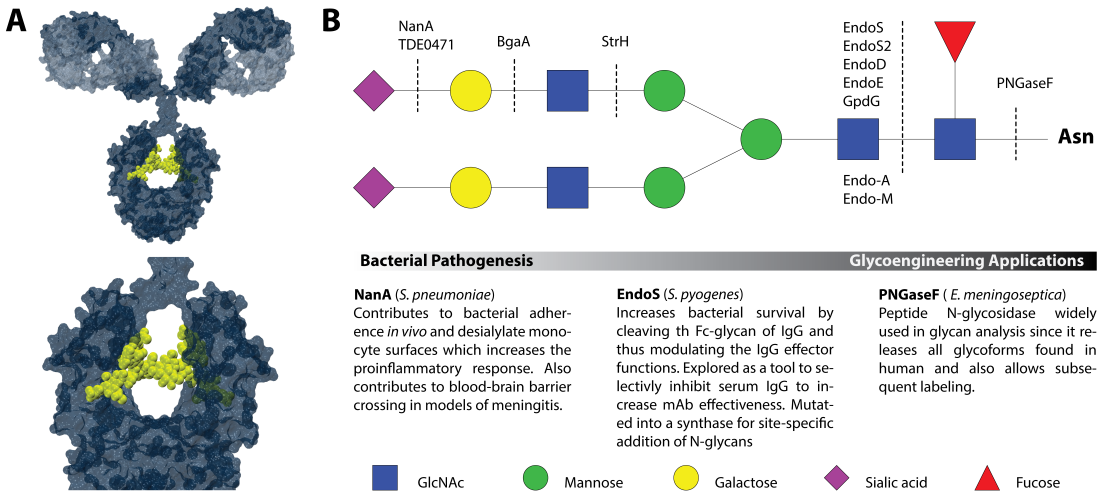 A
B
NanA
TDE0471
BgaA
StrH
EndoS
EndoS2
EndoD
EndoE
GpdG
PNGaseF
Asn
Endo-A
Endo-M
Bacterial Pathogenesis
Glycoengineering Applications
NanA (S. pneumoniae)
Contributes to bacterial adher-
ence in vivo and desialylate mono-
cyte surfaces which increases the
proinflammatory response. Also
contributes to blood-brain barrier
crossing in models of meningitis.
EndoS (S. pyogenes)
Increases bacterial survival by
cleaving th Fc-glycan of IgG and
thus modulating the IgG effector
functions. Explored as a tool to se-
lectivly inhibit serum IgG to in-
crease mAb effectiveness. Mutat-
ed into a synthase for site-specific
addition of N-glycans
PNGaseF ( E. meningoseptica)
Peptide N-glycosidase widely
used in glycan analysis since it re-
leases all glycoforms found in
human and also allows subse-
quent labeling.
GlcNAc
Mannose
Galactose
Sialic acid
Fucose